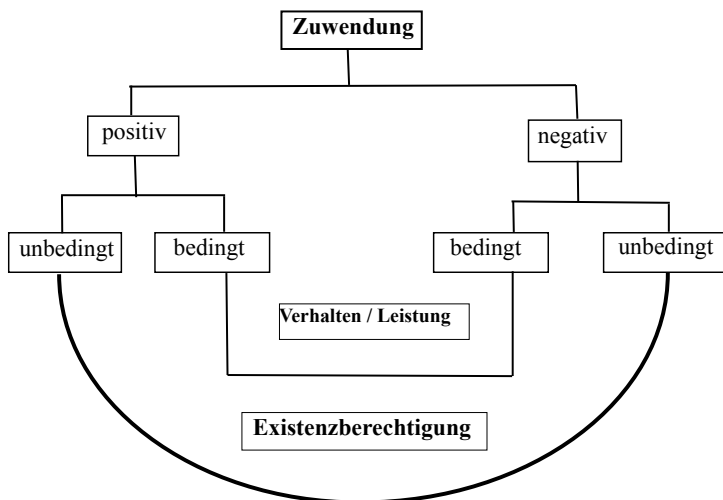 Zuwendung
positiv
negativ
unbedingt
bedingt
bedingt
unbedingt
Verhalten / Leistung
Existenzberechtigung